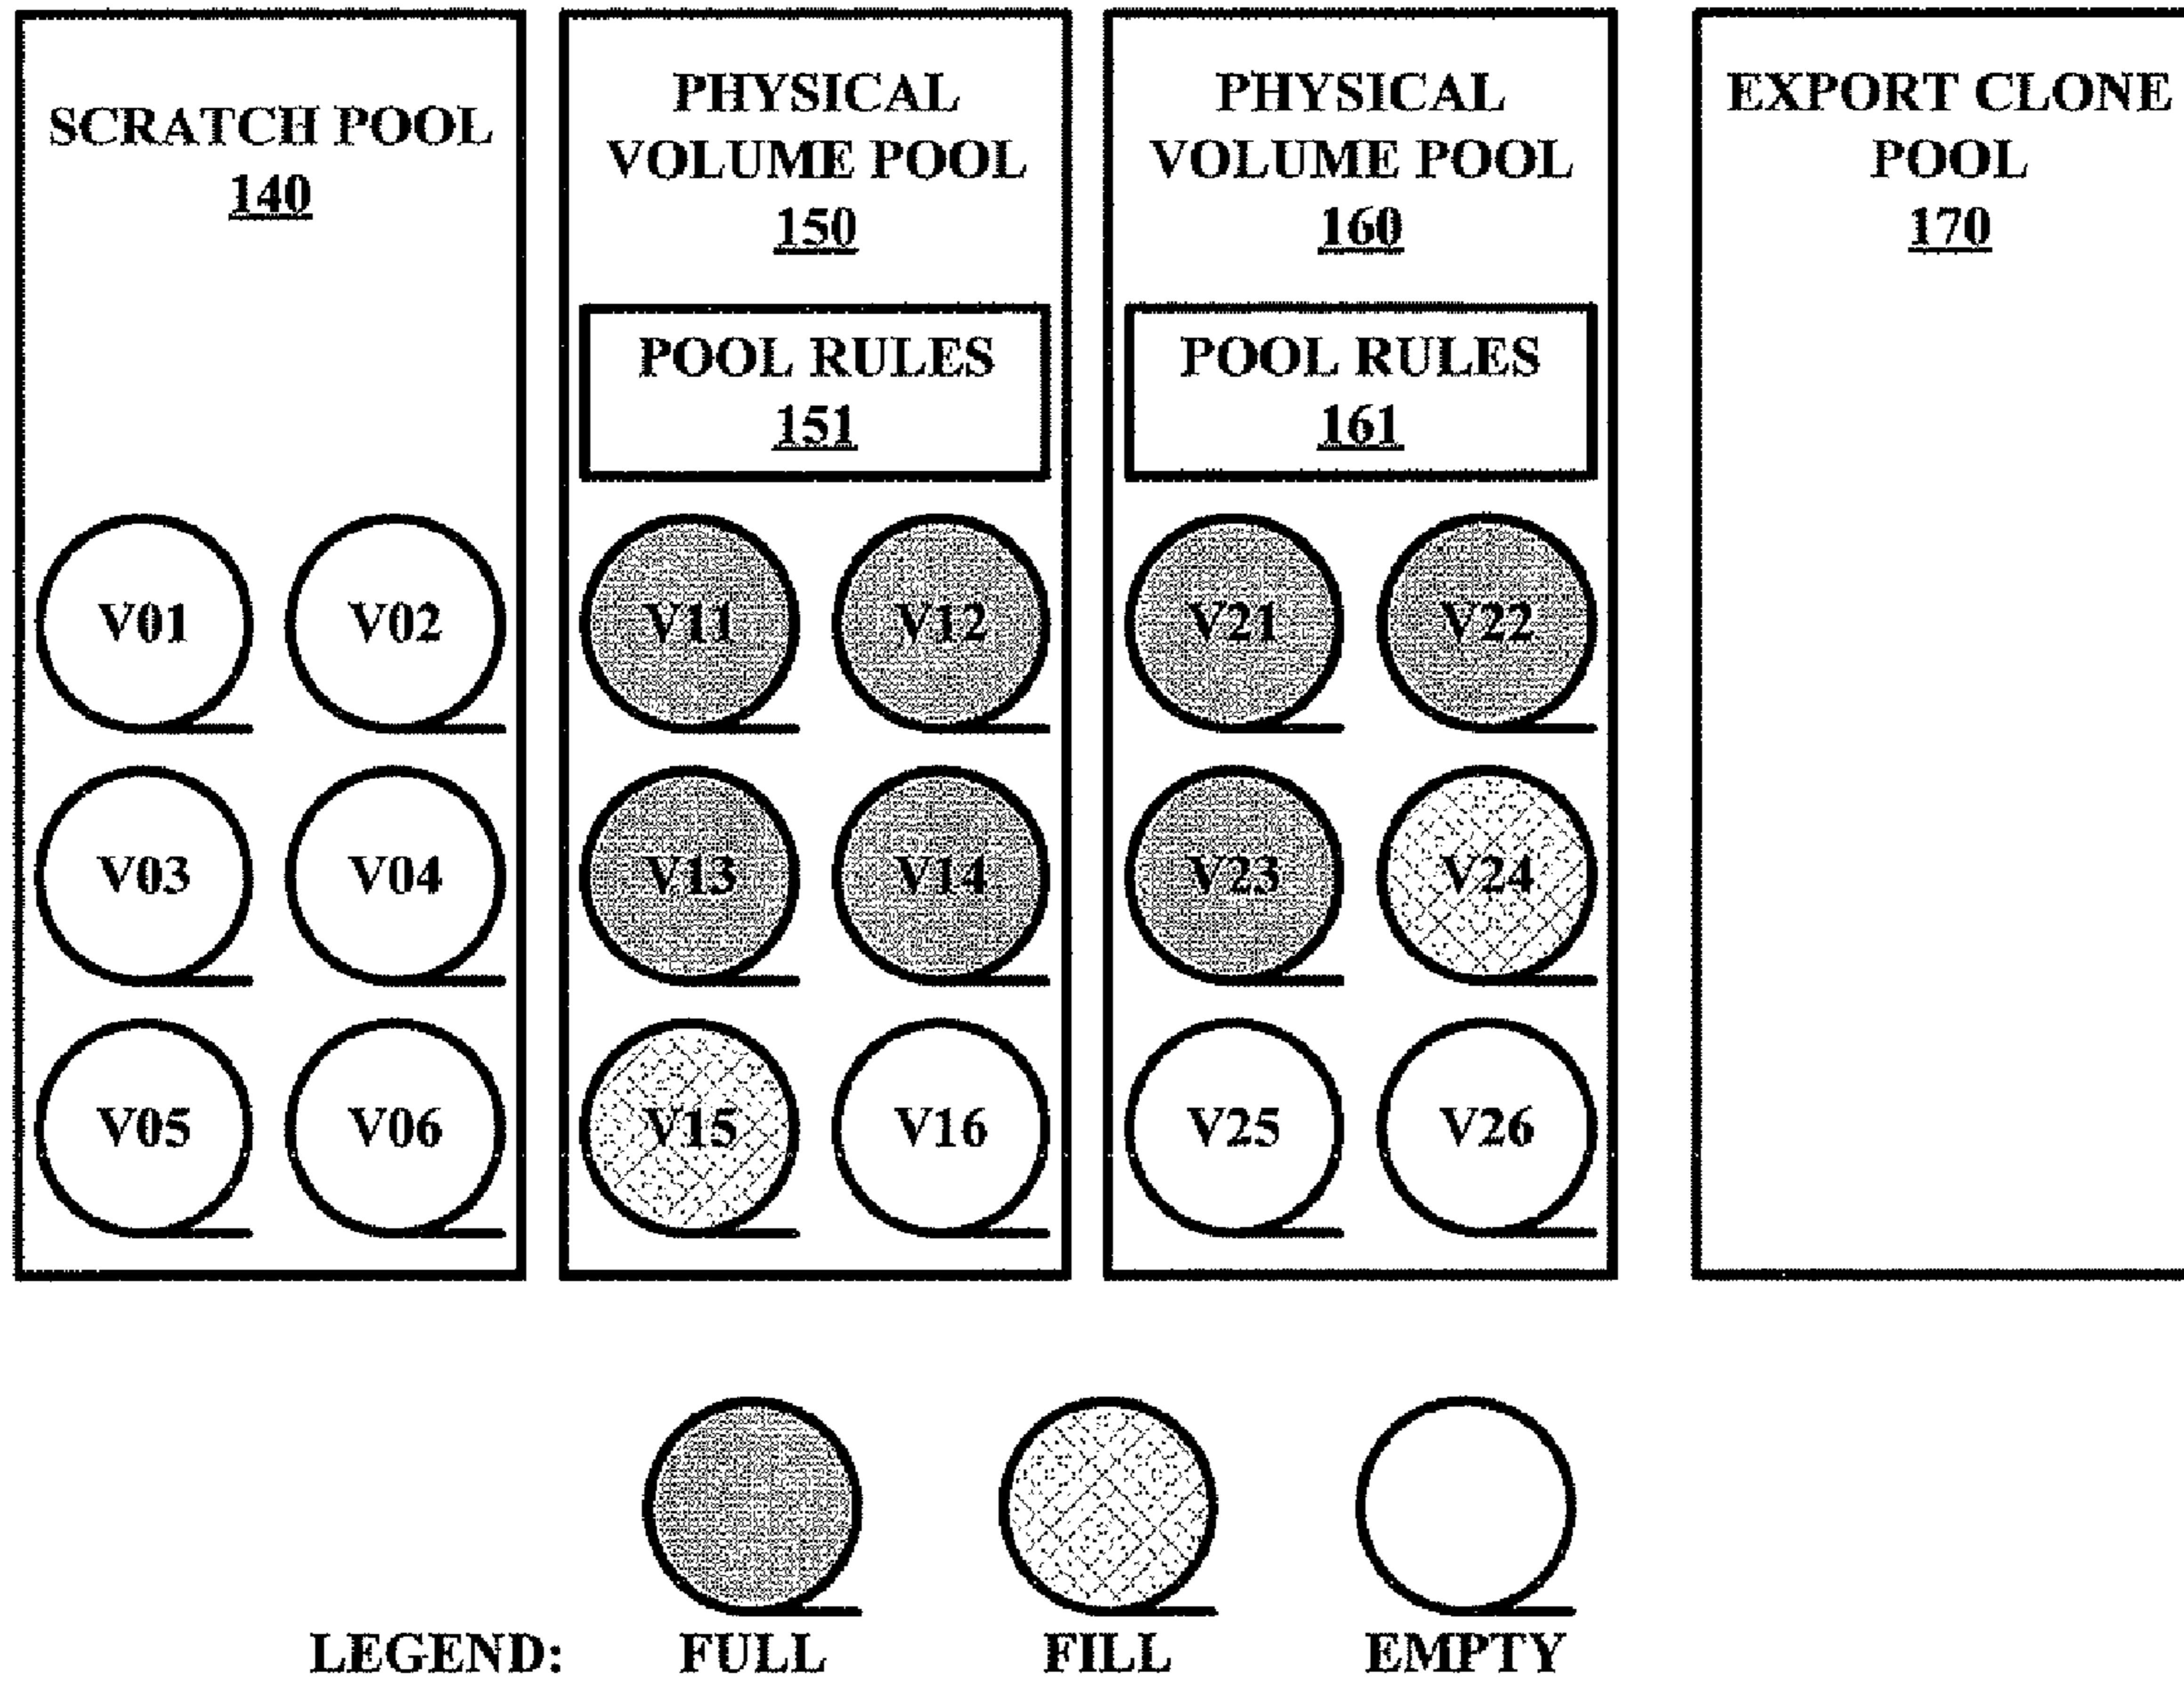 SCRATCH POOL
140
V01
V02
V03
V04
V05
V06
PHYSICAL
VOLUME POOL
150
POOL RULES
151
V11
V12
V13
V14
V15
V16
PHYSICAL
VOLUME POOL
160
POOL RULES
161
V21
V22
V23
V24
V25
V26
EXPORT CLONE
POOL
170
LEGEND:
FULL
FILL
EMPTY